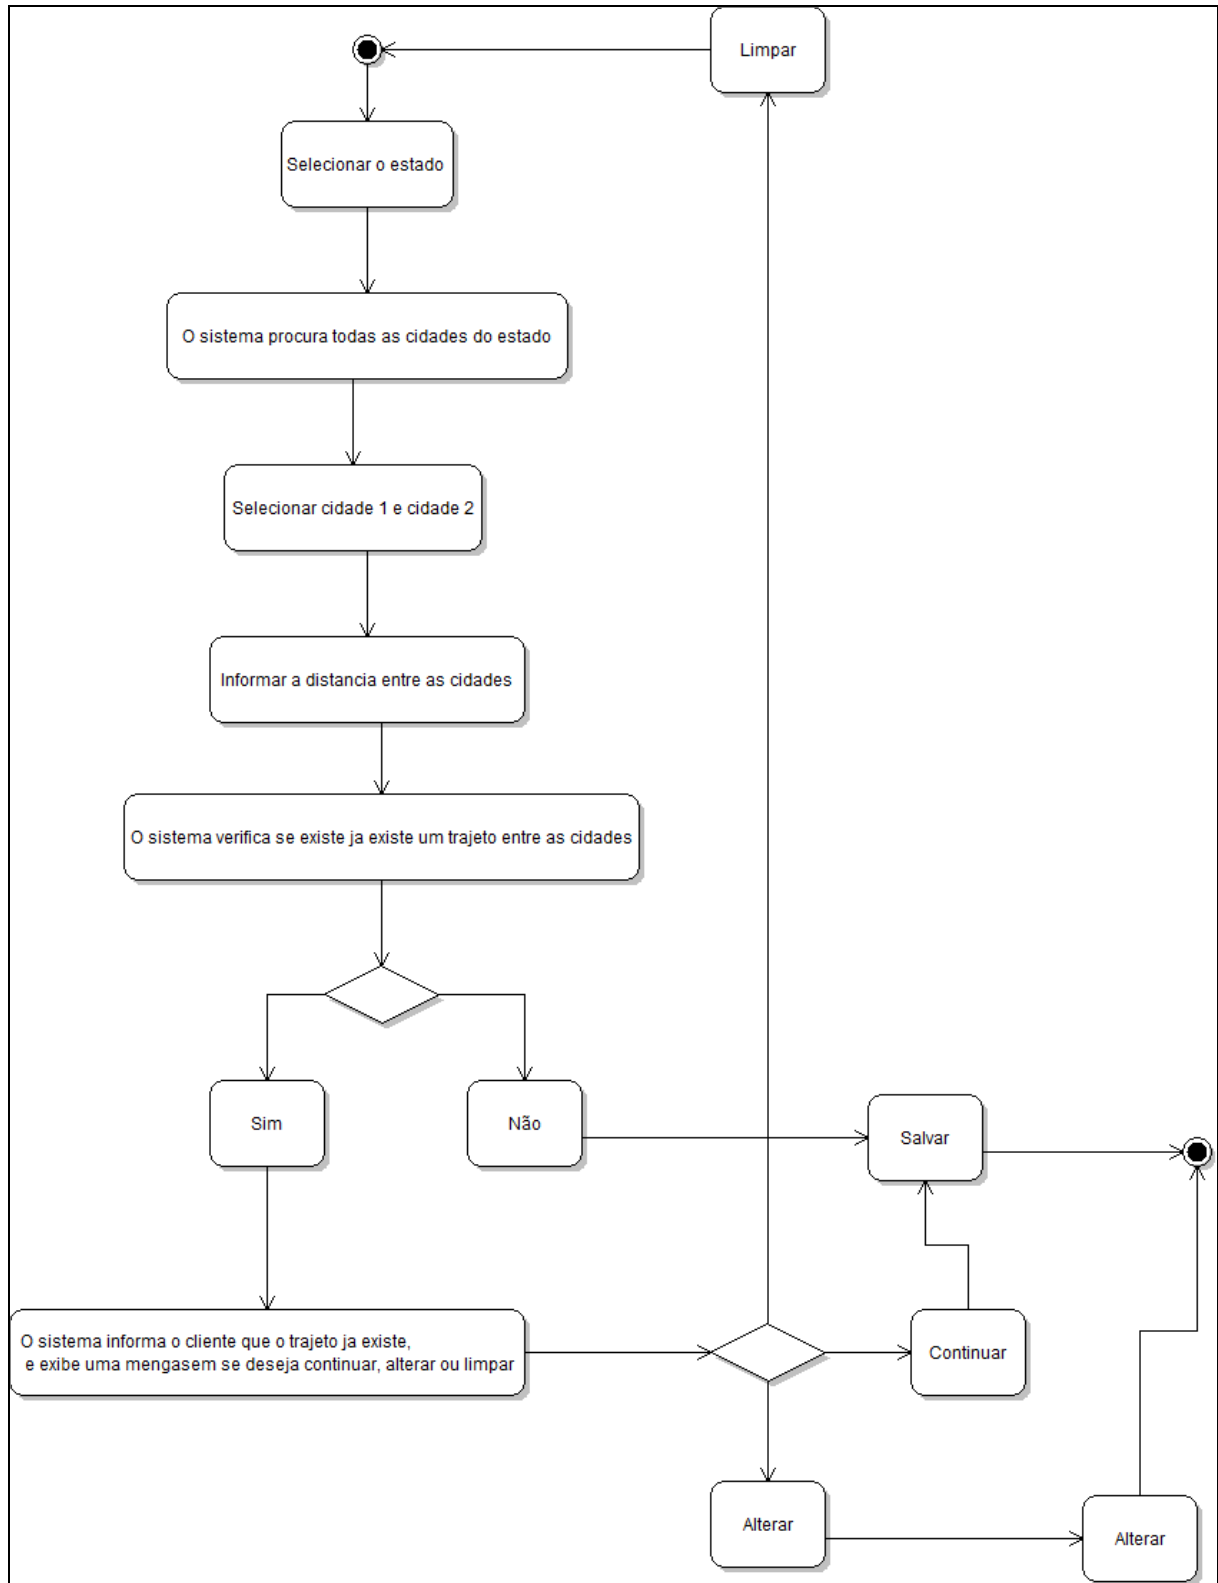 Limpar
Selecionar o estado
O sistema procura todas as cidades do estado
Selecionar cidade 1 e cidade 2
Informar a distancia entre as cidades
O sistema verifica se existe ja existe um trajeto entre as cidades
Sim
Não
Salvar
O sistema informa o cliente que o trajeto ja existe,
e exibe uma mengasem se deseja continuar, alterar ou limpar
Continuar
Alterar
Alterar